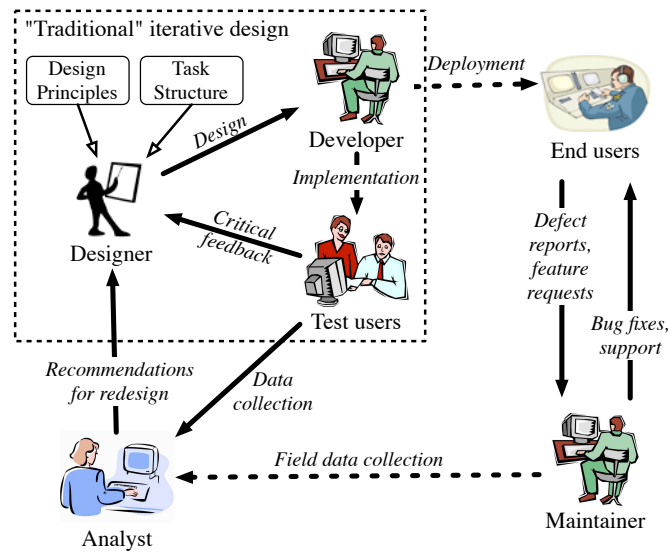 "Traditional" iterative design
Design
Principles
Task
Structure
Design
Developer
Deployment
End users
Implementation
Designer
Critical
feedback
Test users
Defect
reports,
feature
requests
Bug fixes,
support
Recommendations
for redesign
Data
collection
Field data collection
Analyst
Maintainer